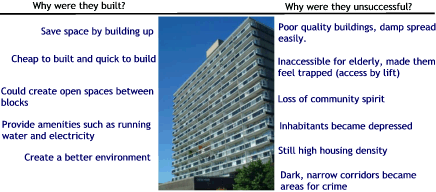 Why were they built?
Save space by building up
Cheap to built and quick to build
Could create open spaces between
blocks
Provide amenities such as running
water and electricity
Create a better environment
Why were they unsuccessful?
Poor quality buildings, damp spread
easily.
Inaccessible for elderly, made them
feel trapped (access by lift)
Loss of community spirit
Inhabitants became depressed
Still high housing density
Dark, narrow corridors became
areas for crime